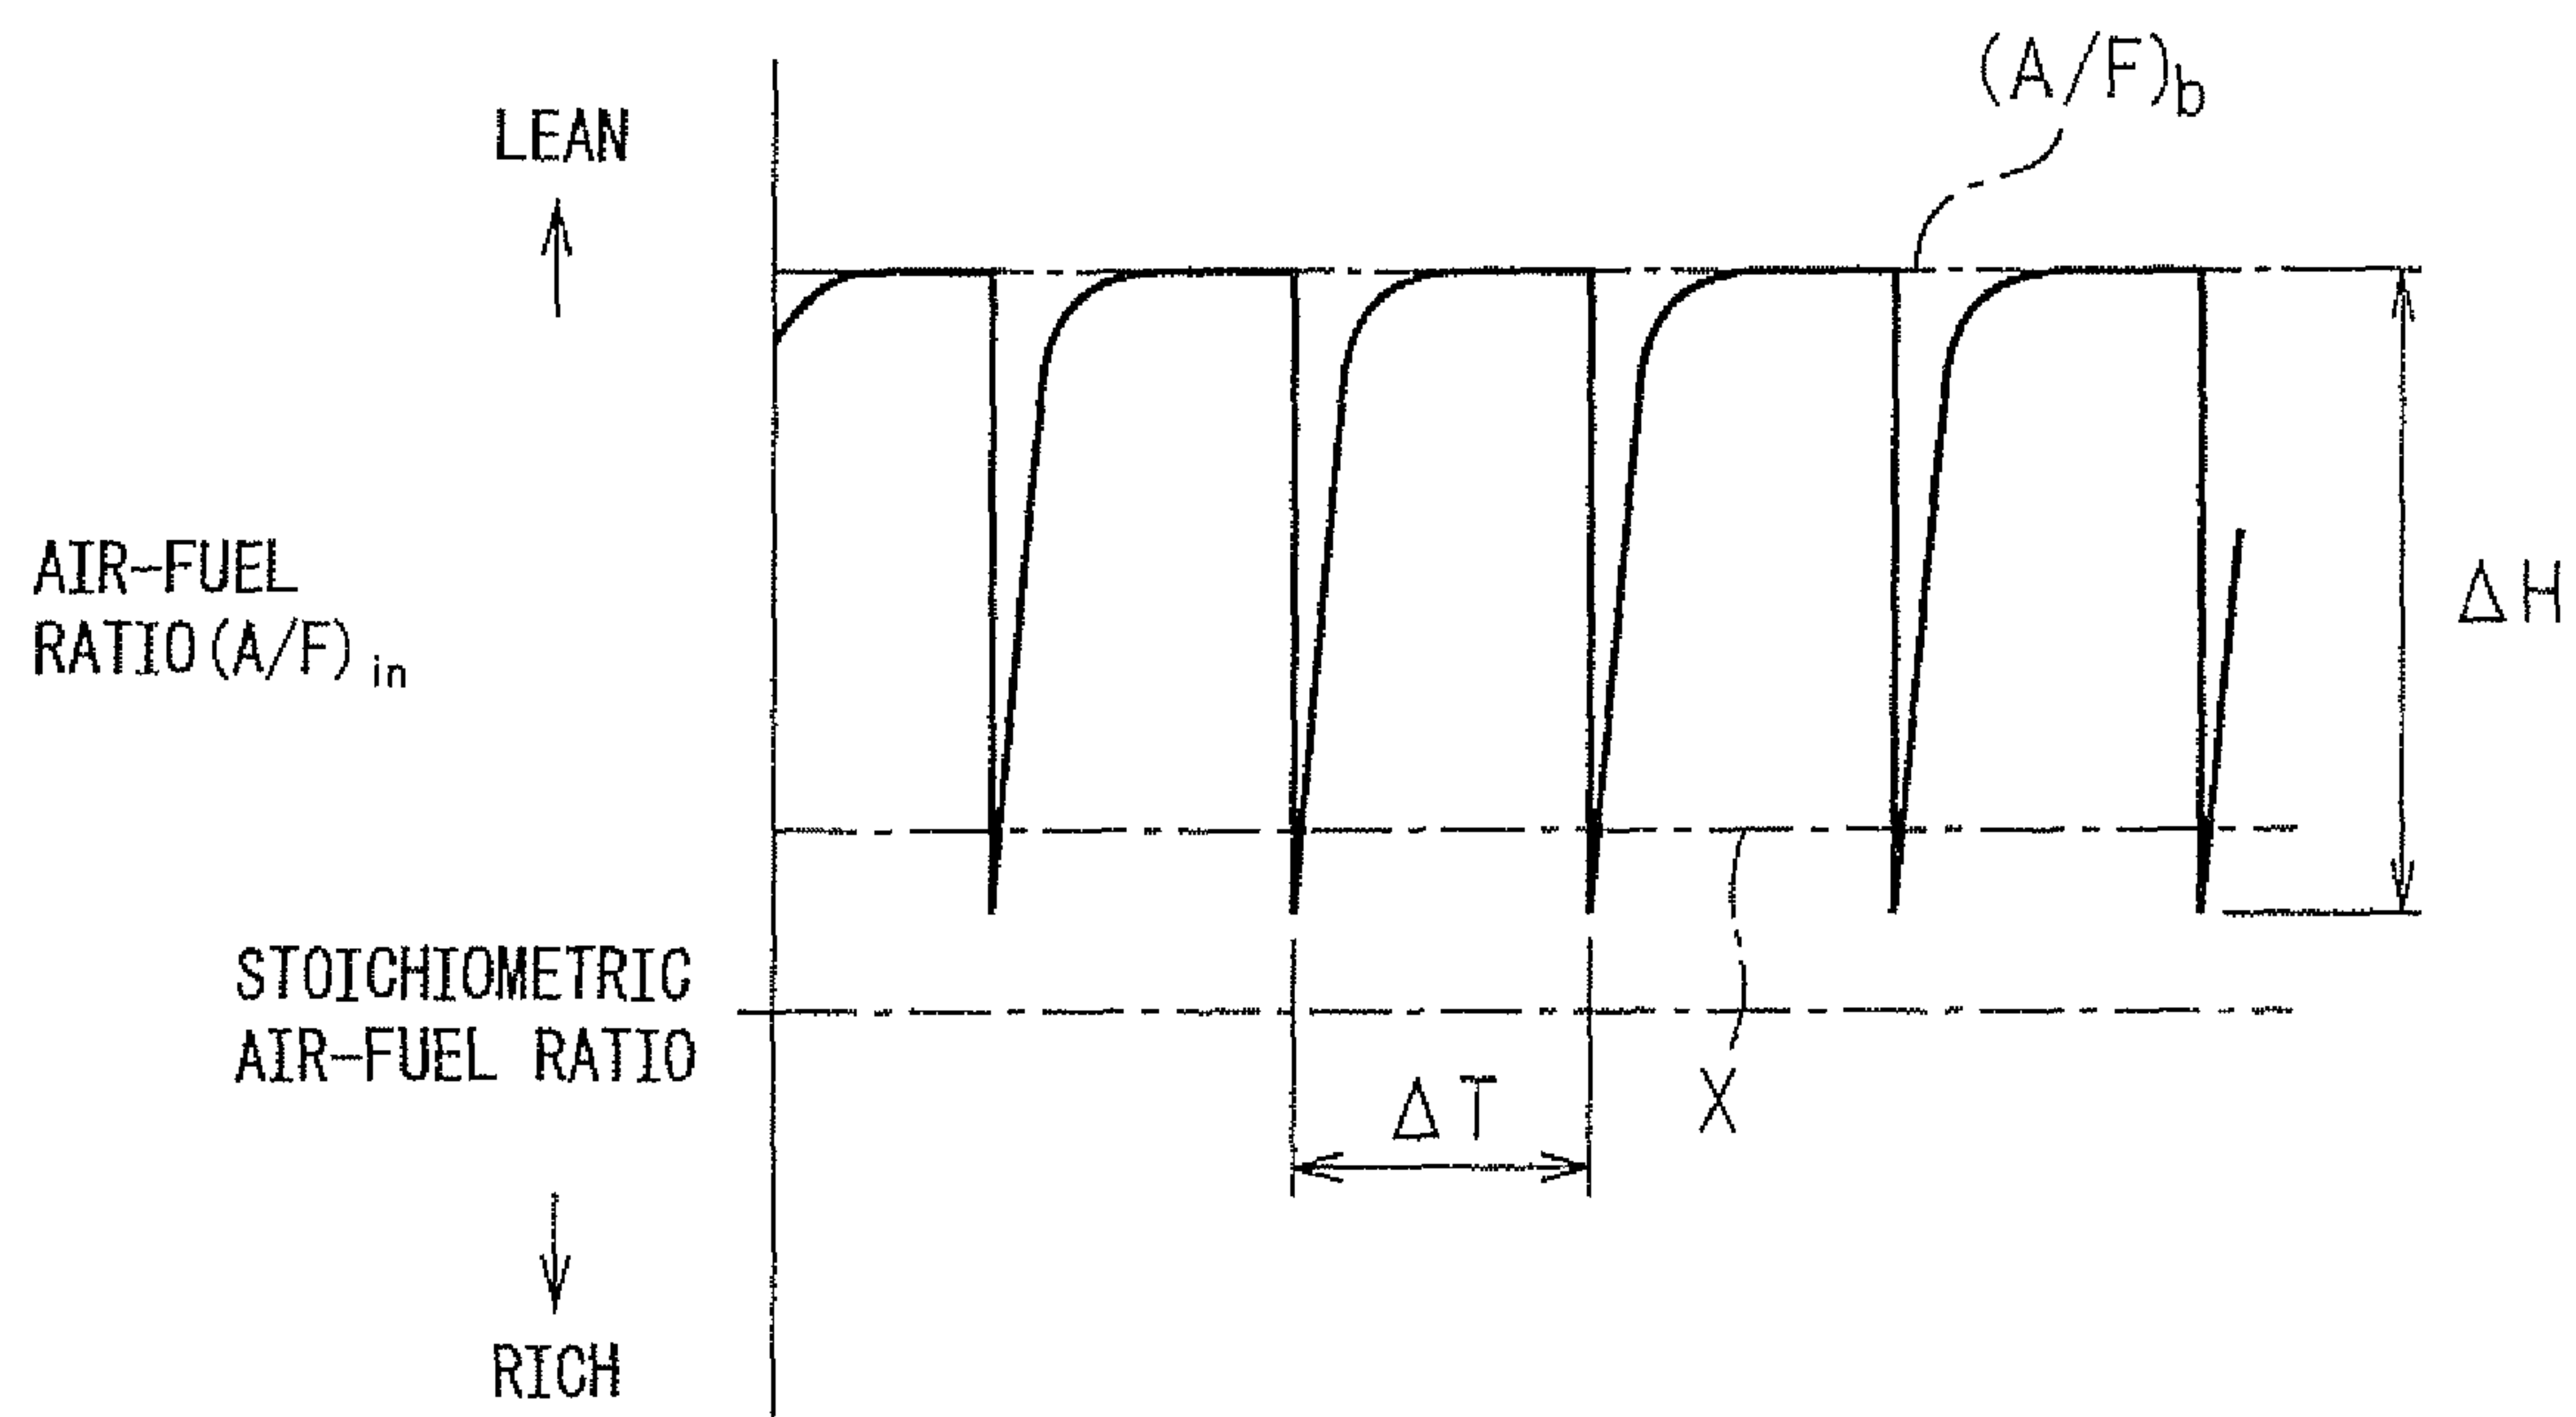 (A/F)b
LEAN
AIR-FUEL
RATIO(A/F)in
ΔH
STOICHIOMETRIC
AIR-FUEL RATIO
ΔT
X
RICH